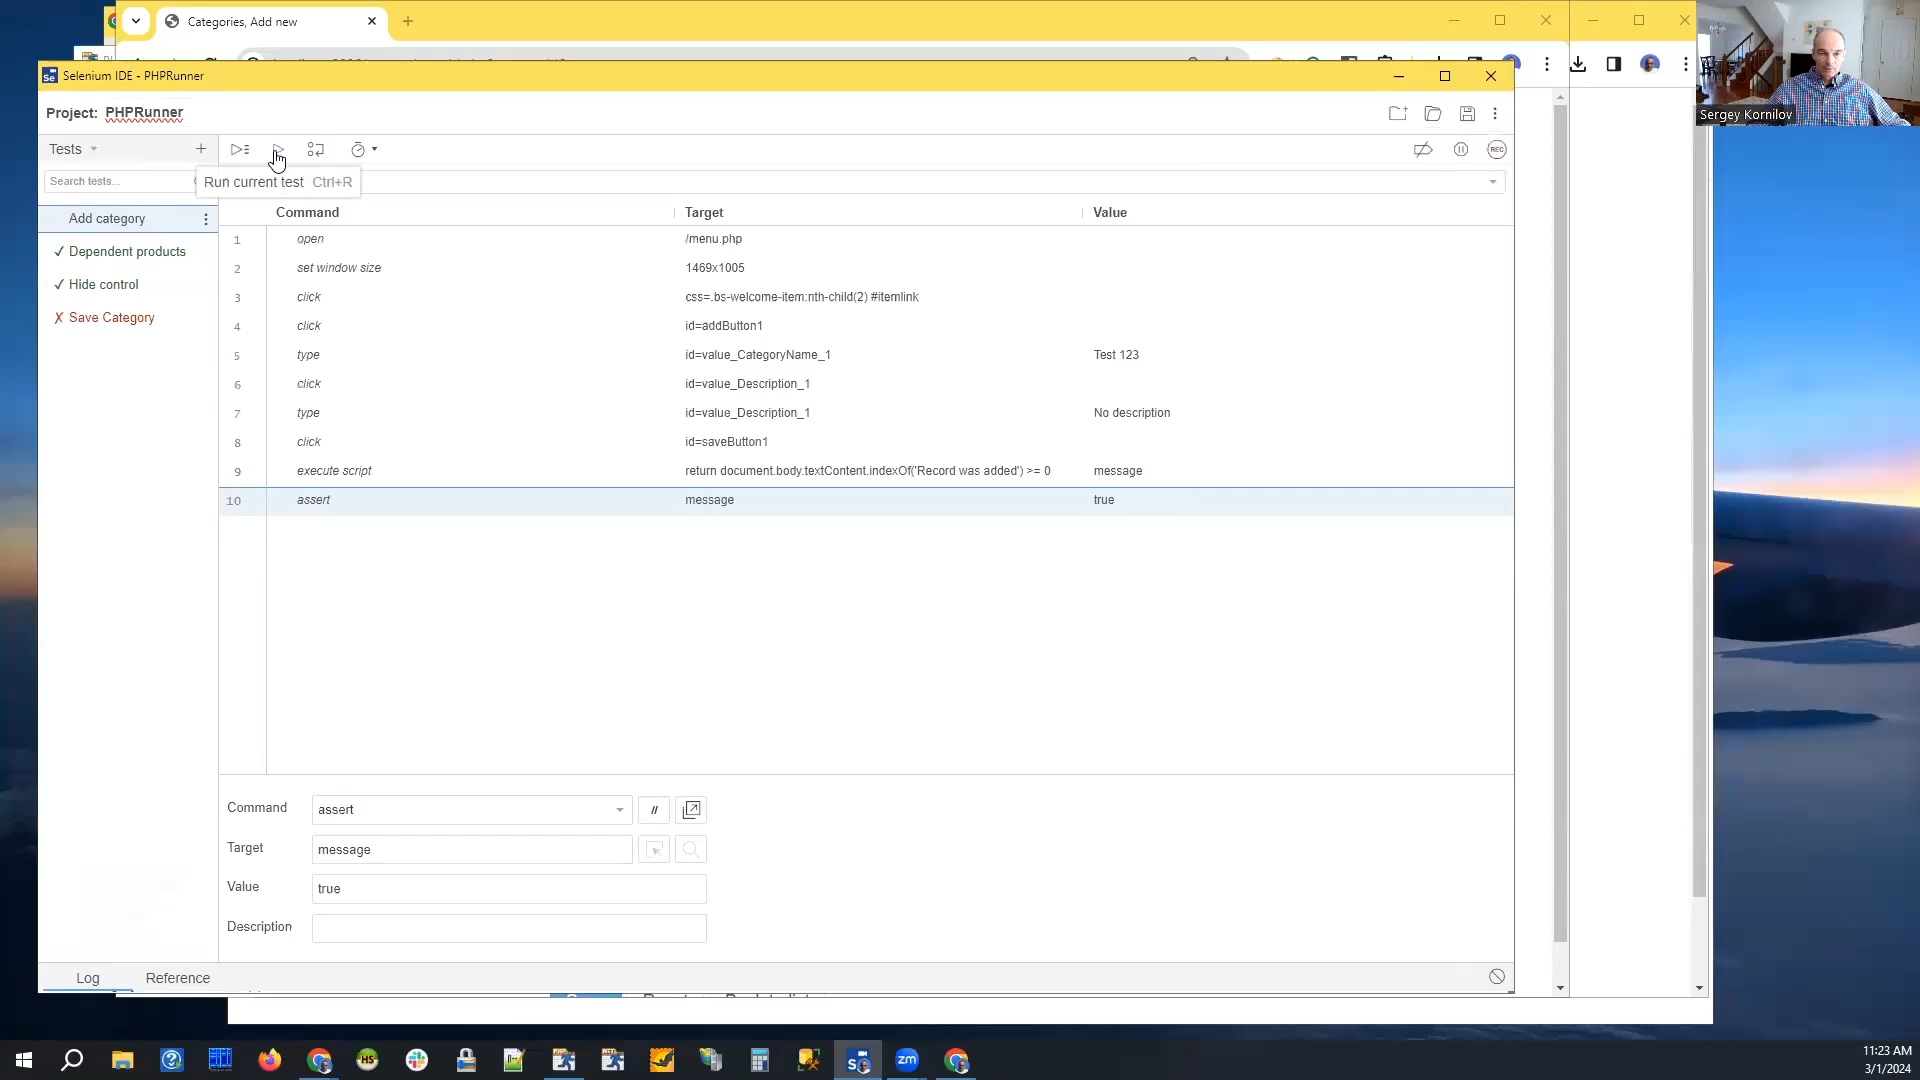 Categories, Add new
Selenium IDE - PHPRunner
Project: PHPRunner
Sergey Kornilov
Tests
REC
Search tests...
Run current test Ctrl+R
Command Target Value
Add category
Dependent products
Hide control
Save Category
1 open /menu.php
2 set window size 1469x1005
3 click css=.bs-welcome-item:nth-child(2) #itemlink
4 click id=addButton1
5 type id=value_CategoryName_1 Test 123
6 click id=value_Description_1
7 type id=value_Description_1 No description
8 click id=saveButton1
9 execute script return document.body.textContent.indexOf('Record was added') >= 0 message
10 assert message true
Command assert //
Target message
Value true
Description
Log Reference
HS
zm
11:23 AM
3/1/2024